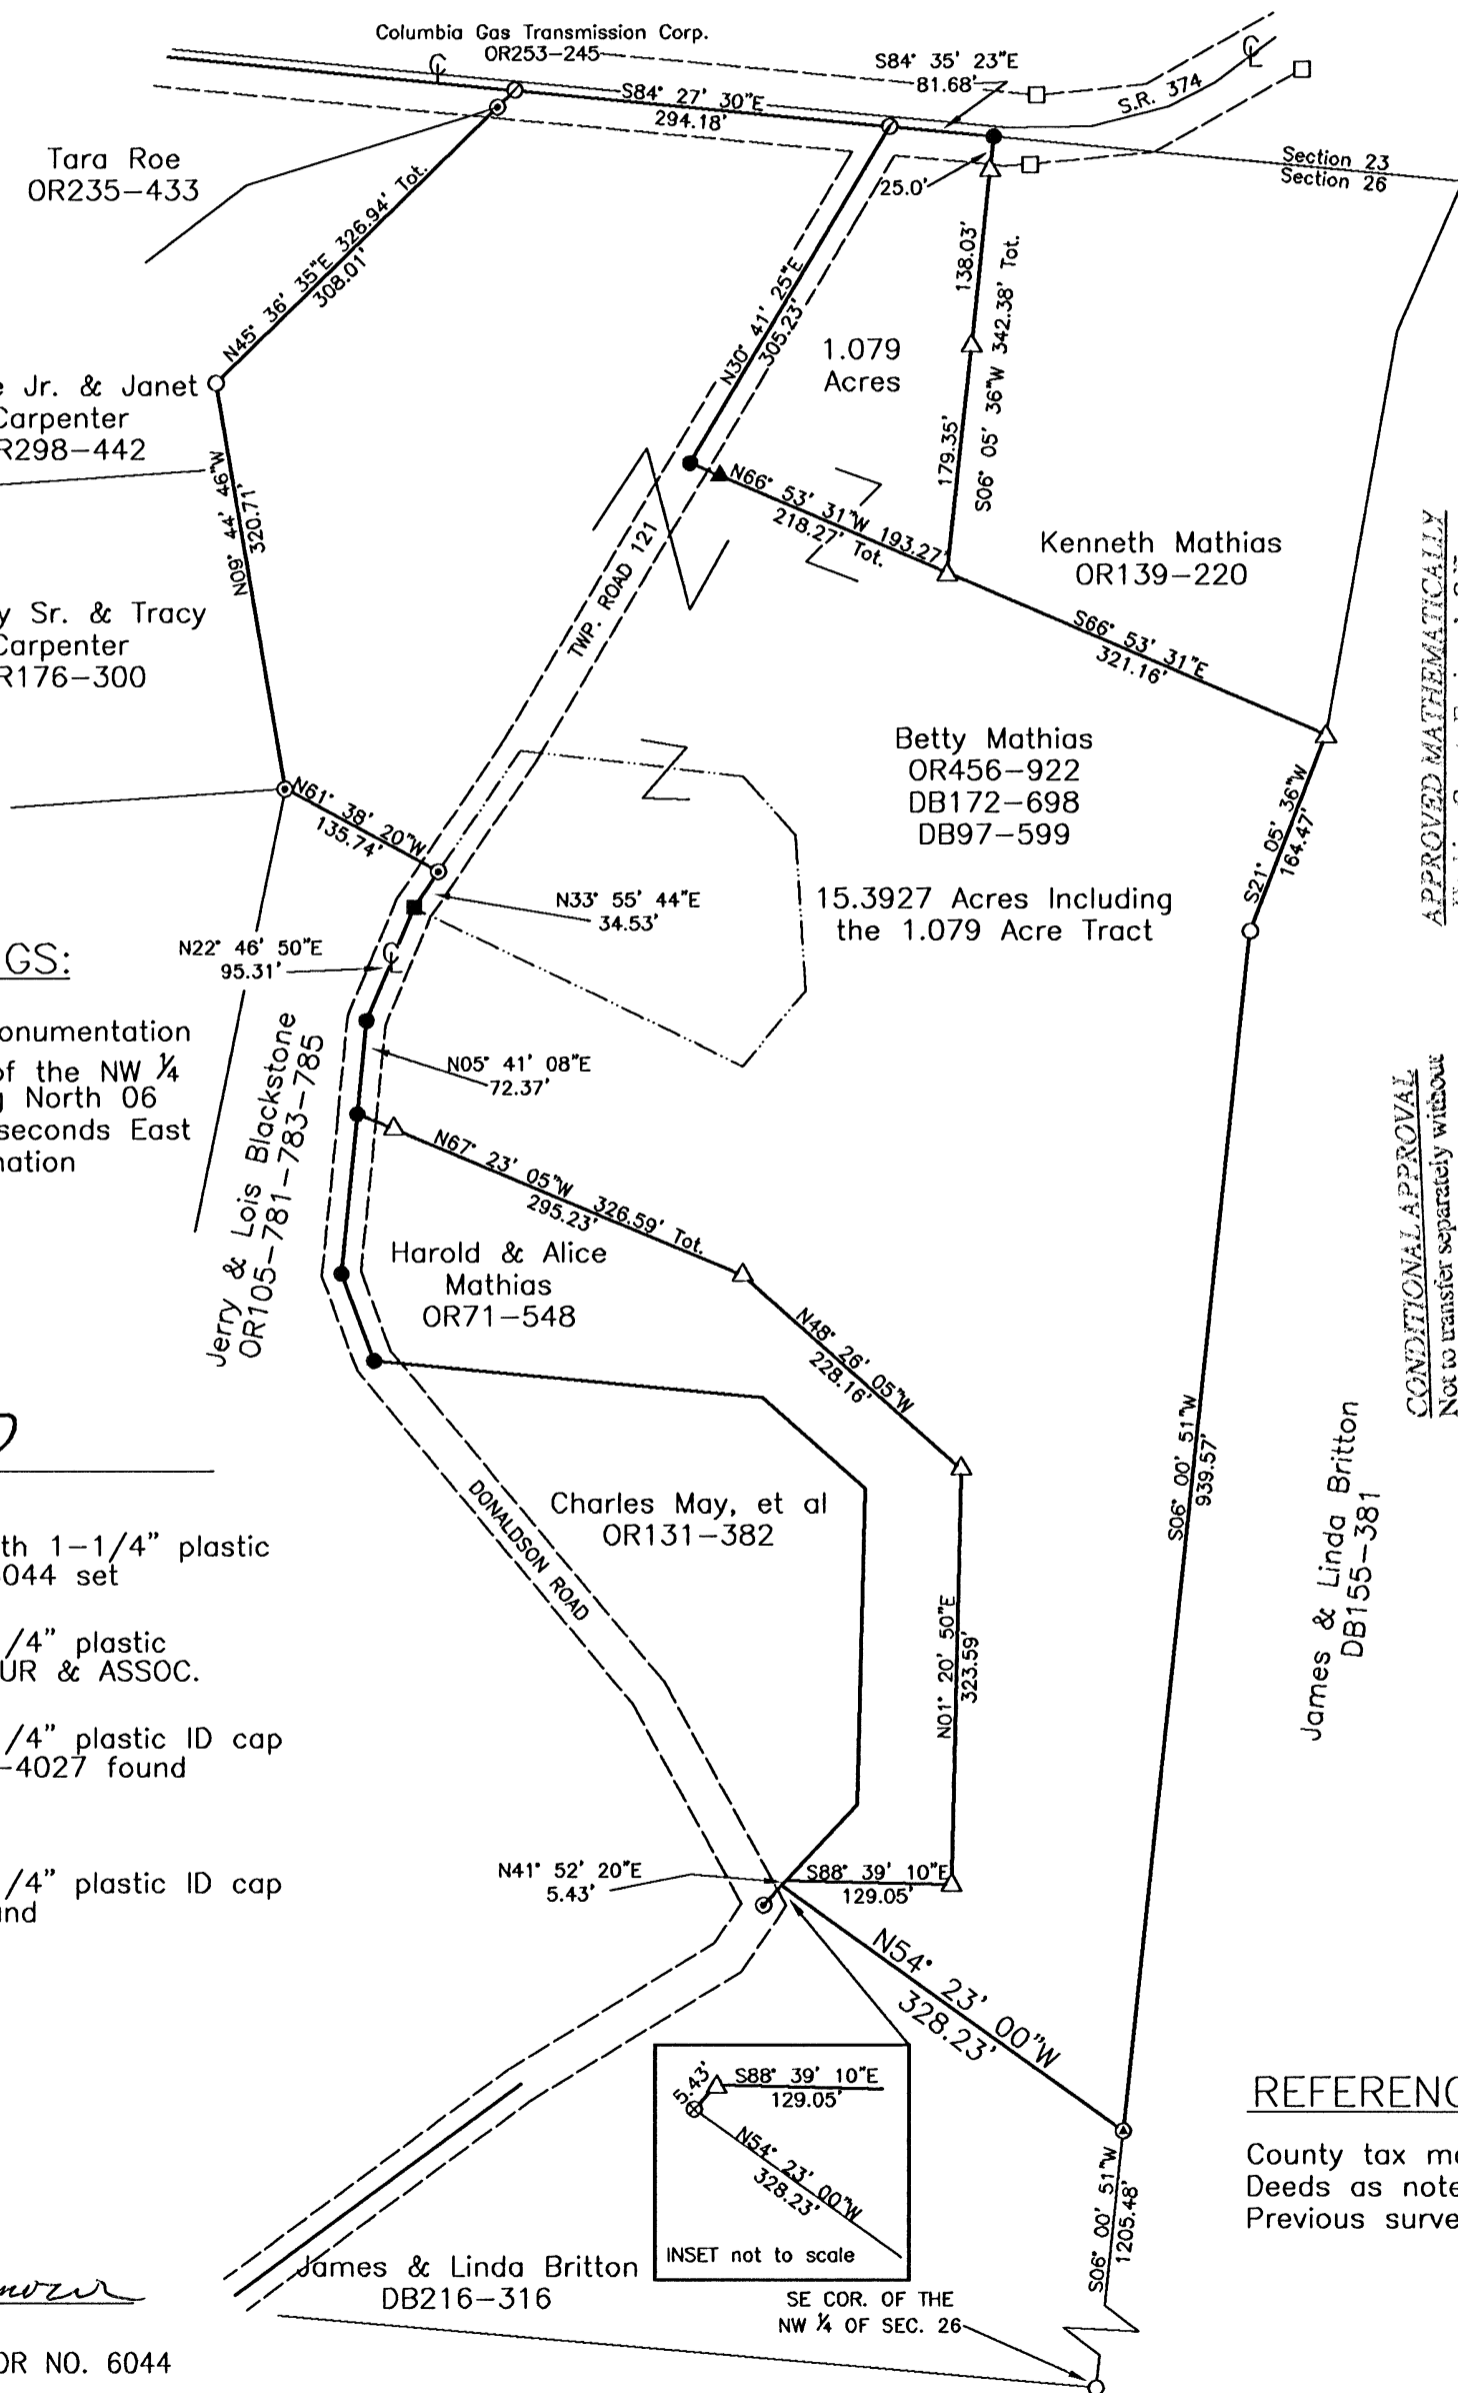 Columbia Gas Transmission Corp.
OR253-245
S84° 35' 23"E
81.68'
S.R. 374
S84° 27' 30"E
294.18'
Section 23
Section 26
Tara Roe
OR235-433
25.0'
N45° 36' 35"E 326.94' Tot.
308.01'
N30° 41' 25"E
305.23'
138.03'
S06° 05' 36"W 342.38' Tot.
179.35'
1.079
Acres
e Jr. & Janet
Carpenter
R298-442
N09° 44' 46"W
320.71'
N66° 53' 31"W 193.27'
218.27' Tot.
Kenneth Mathias
OR139-220
TWP. ROAD 121
S66° 53' 31"E
321.16'
y Sr. & Tracy
Carpenter
R176-300
APPROVED MATHEMATICALLY
Betty Mathias
OR456-922
DB172-698
DB97-599
15.3927 Acres Including
the 1.079 Acre Tract
S21° 05' 36"W
164.47'
N61° 38' 20"W
135.74'
N33° 55' 44"E
34.53'
N22° 46' 50"E
95.31'
GS:
onumentation
of the NW ¼
g North 06
seconds East
nation
N05° 41' 08"E
72.37'
Jerry & Lois Blackstone
OR105-781-783-785
N67° 23' 05"W 326.59' Tot.
295.23'
CONDITIONAL APPROVAL
Not to transfer separately without
Harold & Alice
Mathias
OR71-548
N48° 26' 05"W
228.16'
S06° 00' 51"W
939.57'
James & Linda Britton
DB155-381
DONALDSON ROAD
Charles May, et al
OR131-382
th 1-1/4" plastic
044 set
/4" plastic
UR & ASSOC.
/4" plastic ID cap
-4027 found
/4" plastic ID cap
nd
N01° 20' 50"E
323.59'
N41° 52' 20"E
5.43'
S88° 39' 10"E
129.05'
N54° 23' 00"W
328.23'
5.43'
S88° 39' 10"E
129.05'
N54° 23' 00"W
328.23'
INSET not to scale
REFERENC
County tax ma
Deeds as note
Previous surve
S06° 00' 51"W
1205.48'
James & Linda Britton
DB216-316
SE COR. OF THE
NW ¼ OF SEC. 26
OR NO. 6044